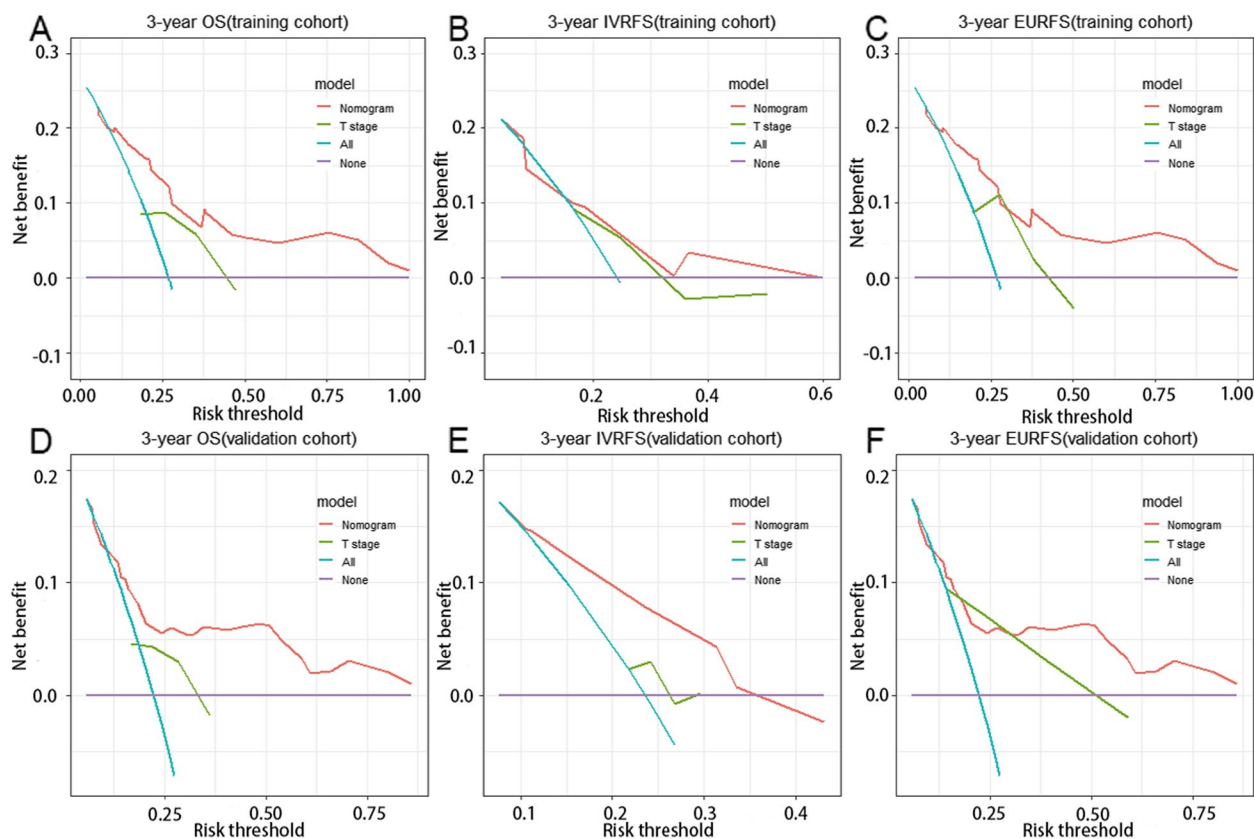 A
3-year OS(training cohort)
Net benefit
0.3
0.2
0.1
0.0
-0.1
model
Nomogram
T stage
All
None
0.00 0.25 0.50 0.75 1.00
Risk threshold
B
3-year IVRFS(training cohort)
Net benefit
0.3
0.2
0.1
0.0
-0.1
model
Nomogram
T stage
All
None
0.2 0.4 0.6
Risk threshold
C
3-year EURFS(training cohort)
Net benefit
0.3
0.2
0.1
0.0
-0.1
model
Nomogram
T stage
All
None
0.00 0.25 0.50 0.75 1.00
Risk threshold
D
3-year OS(validation cohort)
Net benefit
0.2
0.1
0.0
model
Nomogram
T stage
All
None
0.25 0.50 0.75
Risk threshold
E
3-year IVRFS(validation cohort)
Net benefit
0.2
0.1
0.0
model
Nomogram
T stage
All
None
0.1 0.2 0.3 0.4
Risk threshold
F
3-year EURFS(validation cohort)
Net benefit
0.2
0.1
0.0
model
Nomogram
T stage
All
None
0.25 0.50 0.75
Risk threshold